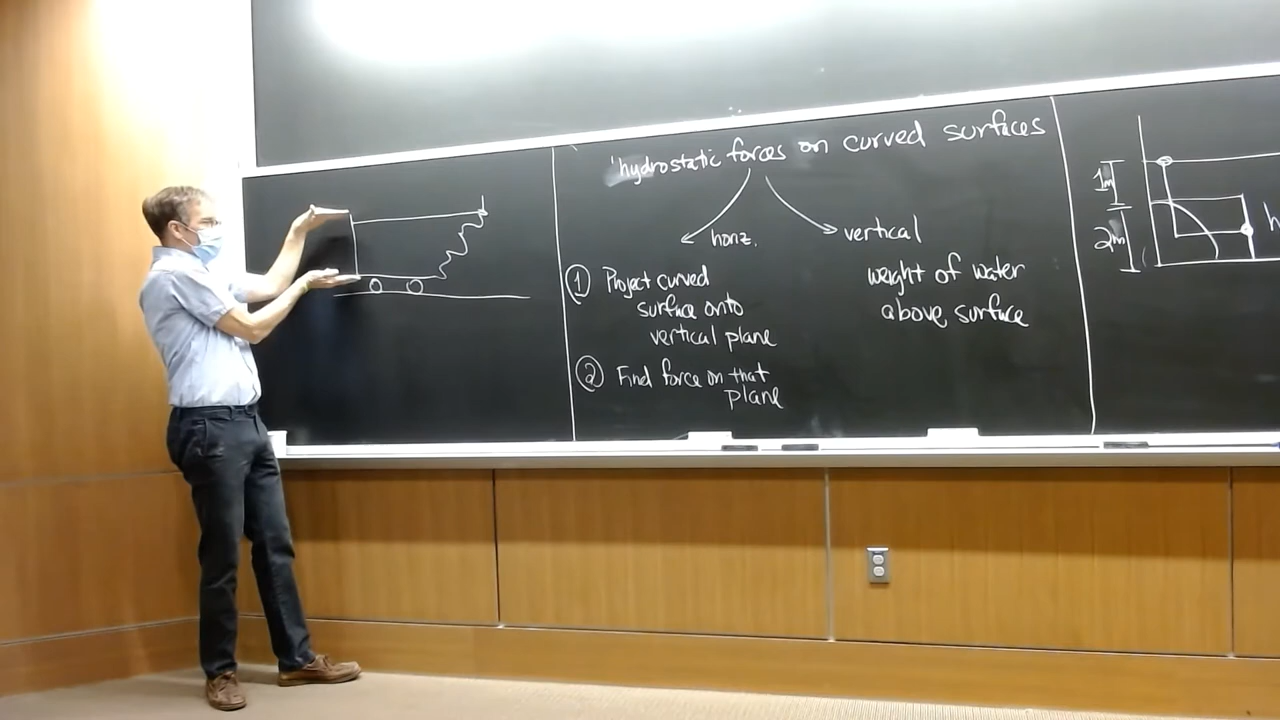 hydrostatic forces on curved surfaces
horiz.
vertical
① Project curved
surface onto
vertical plane
② Find force on that
plane
weight of water
above surface
1m
2m
h